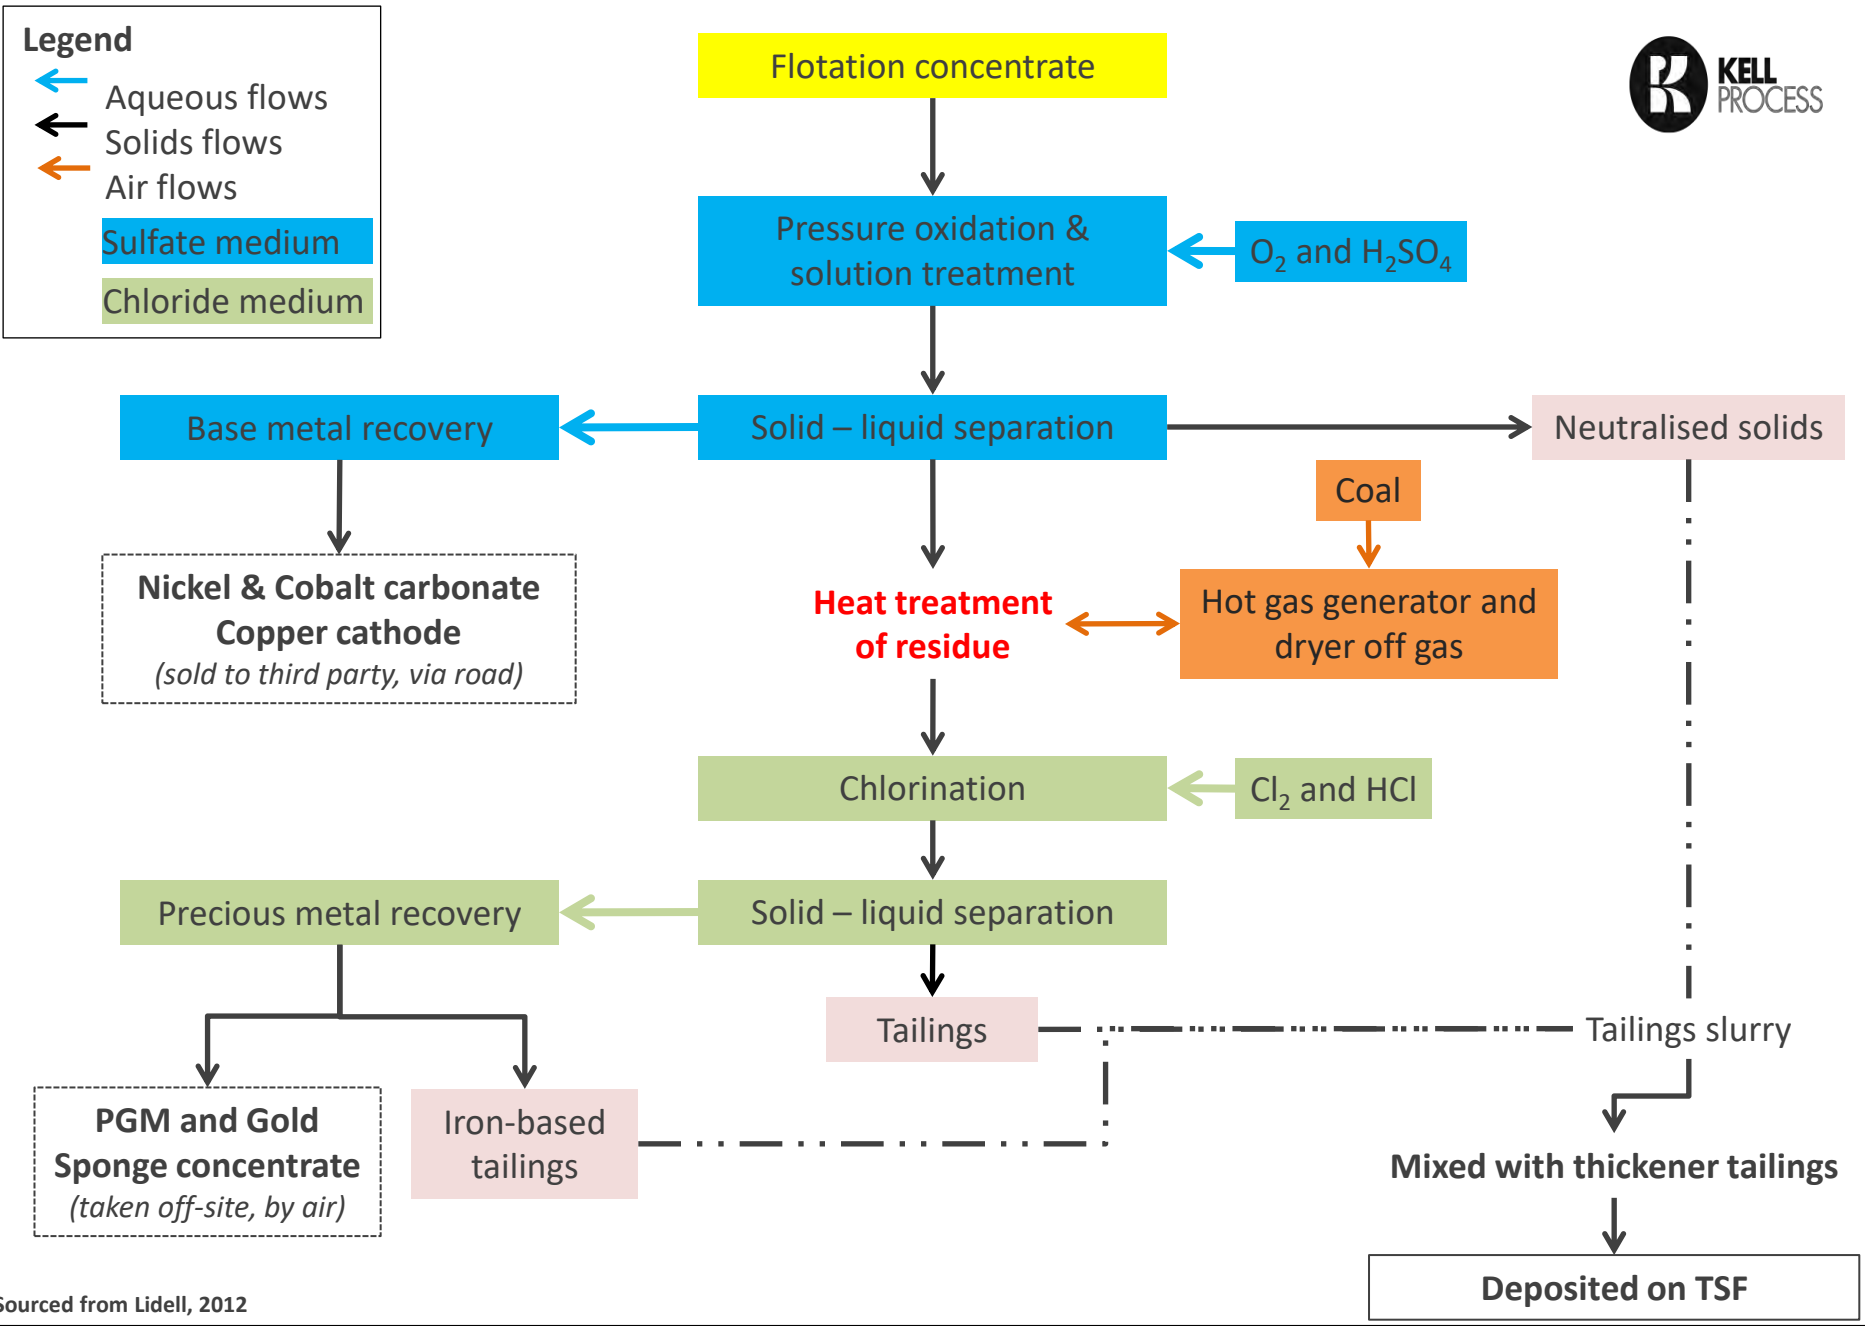 Legend
Aqueous flows
Solids flows
Air flows
Sulfate medium
Chloride medium
Flotation concentrate
KELL
PROCESS
Pressure oxidation &
solution treatment
O₂ and H₂SO₄
Base metal recovery
Solid – liquid separation
Neutralised solids
Coal
Nickel & Cobalt carbonate
Copper cathode
(sold to third party, via road)
Heat treatment
of residue
Hot gas generator and
dryer off gas
Chlorination
Cl₂ and HCl
Precious metal recovery
Solid – liquid separation
Tailings
Tailings slurry
PGM and Gold
Sponge concentrate
(taken off-site, by air)
Iron-based
tailings
Mixed with thickener tailings
Deposited on TSF
Sourced from Lidell, 2012